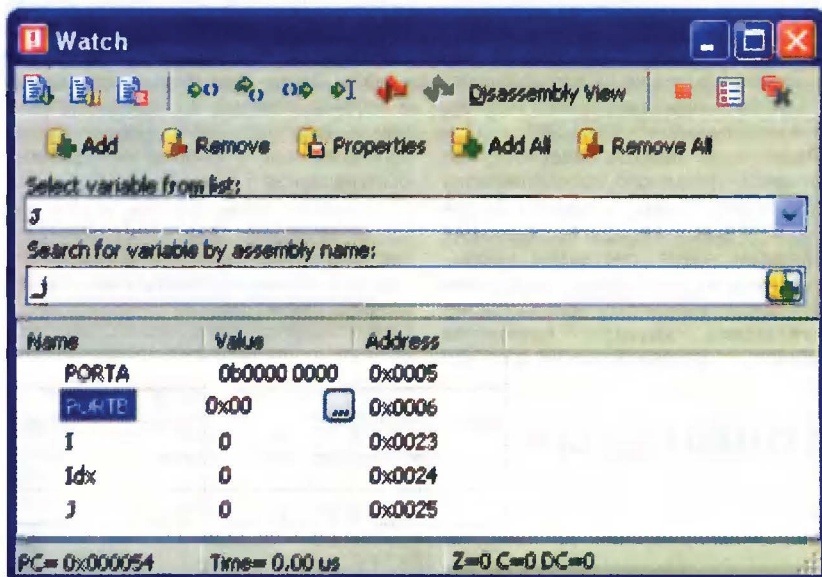 Watch
Disassembly View
Add Remove Properties Add All Remove All
Select variable from list:
J
Search for variable by assembly name:
_j
Name Value Address
PORTA 0b0000 0000 0x0005
PORTB 0x00 ... 0x0006
I 0 0x0023
Idx 0 0x0024
J 0 0x0025
PC= 0x000054 Time= 0.00 us Z=0 C=0 DC=0